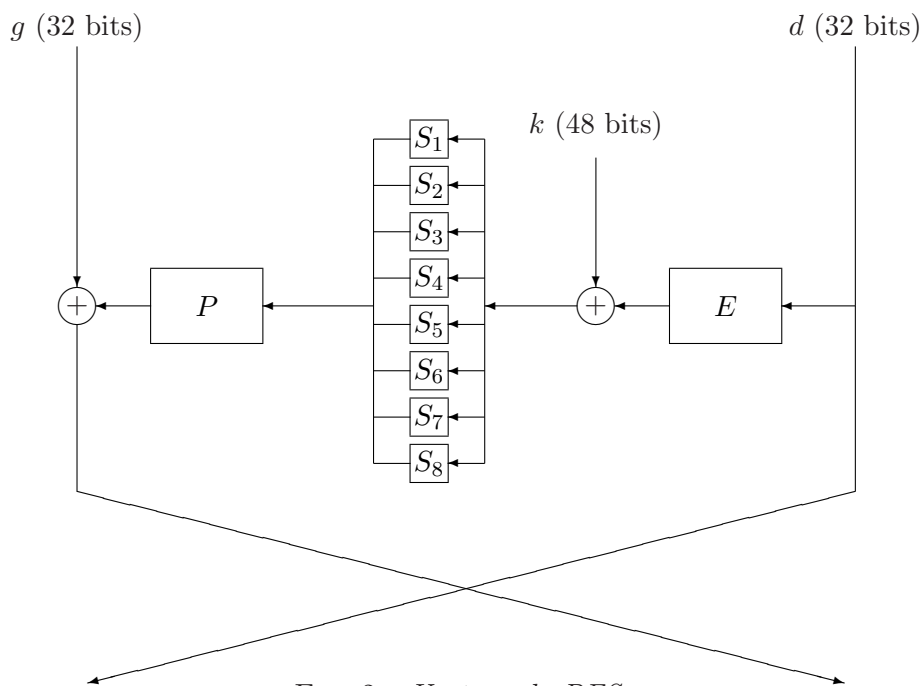 g (32 bits)
d (32 bits)
k (48 bits)
S₁
S₂
S₃
S₄
S₅
S₆
S₇
S₈
+
P
+
E